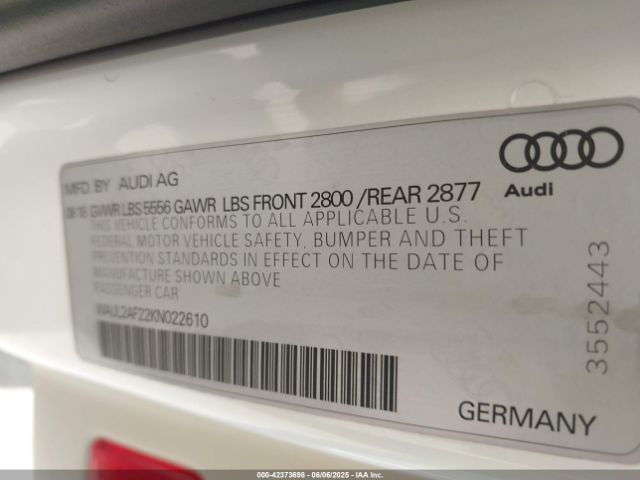 MFD. BY AUDI AG
08 18 GVWR LBS 5556 GAWR LBS FRONT 2800 / REAR 2877
THIS VEHICLE CONFORMS TO ALL APPLICABLE U.S.
FEDERAL MOTOR VEHICLE SAFETY, BUMPER AND THEFT
PREVENTION STANDARDS IN EFFECT ON THE DATE OF
MANUFACTURE SHOWN ABOVE
PASSENGER CAR
WAUL2AF22KN022610
Audi
3552443
GERMANY
000-42373698 - 06/06/2025 - IAA Inc.